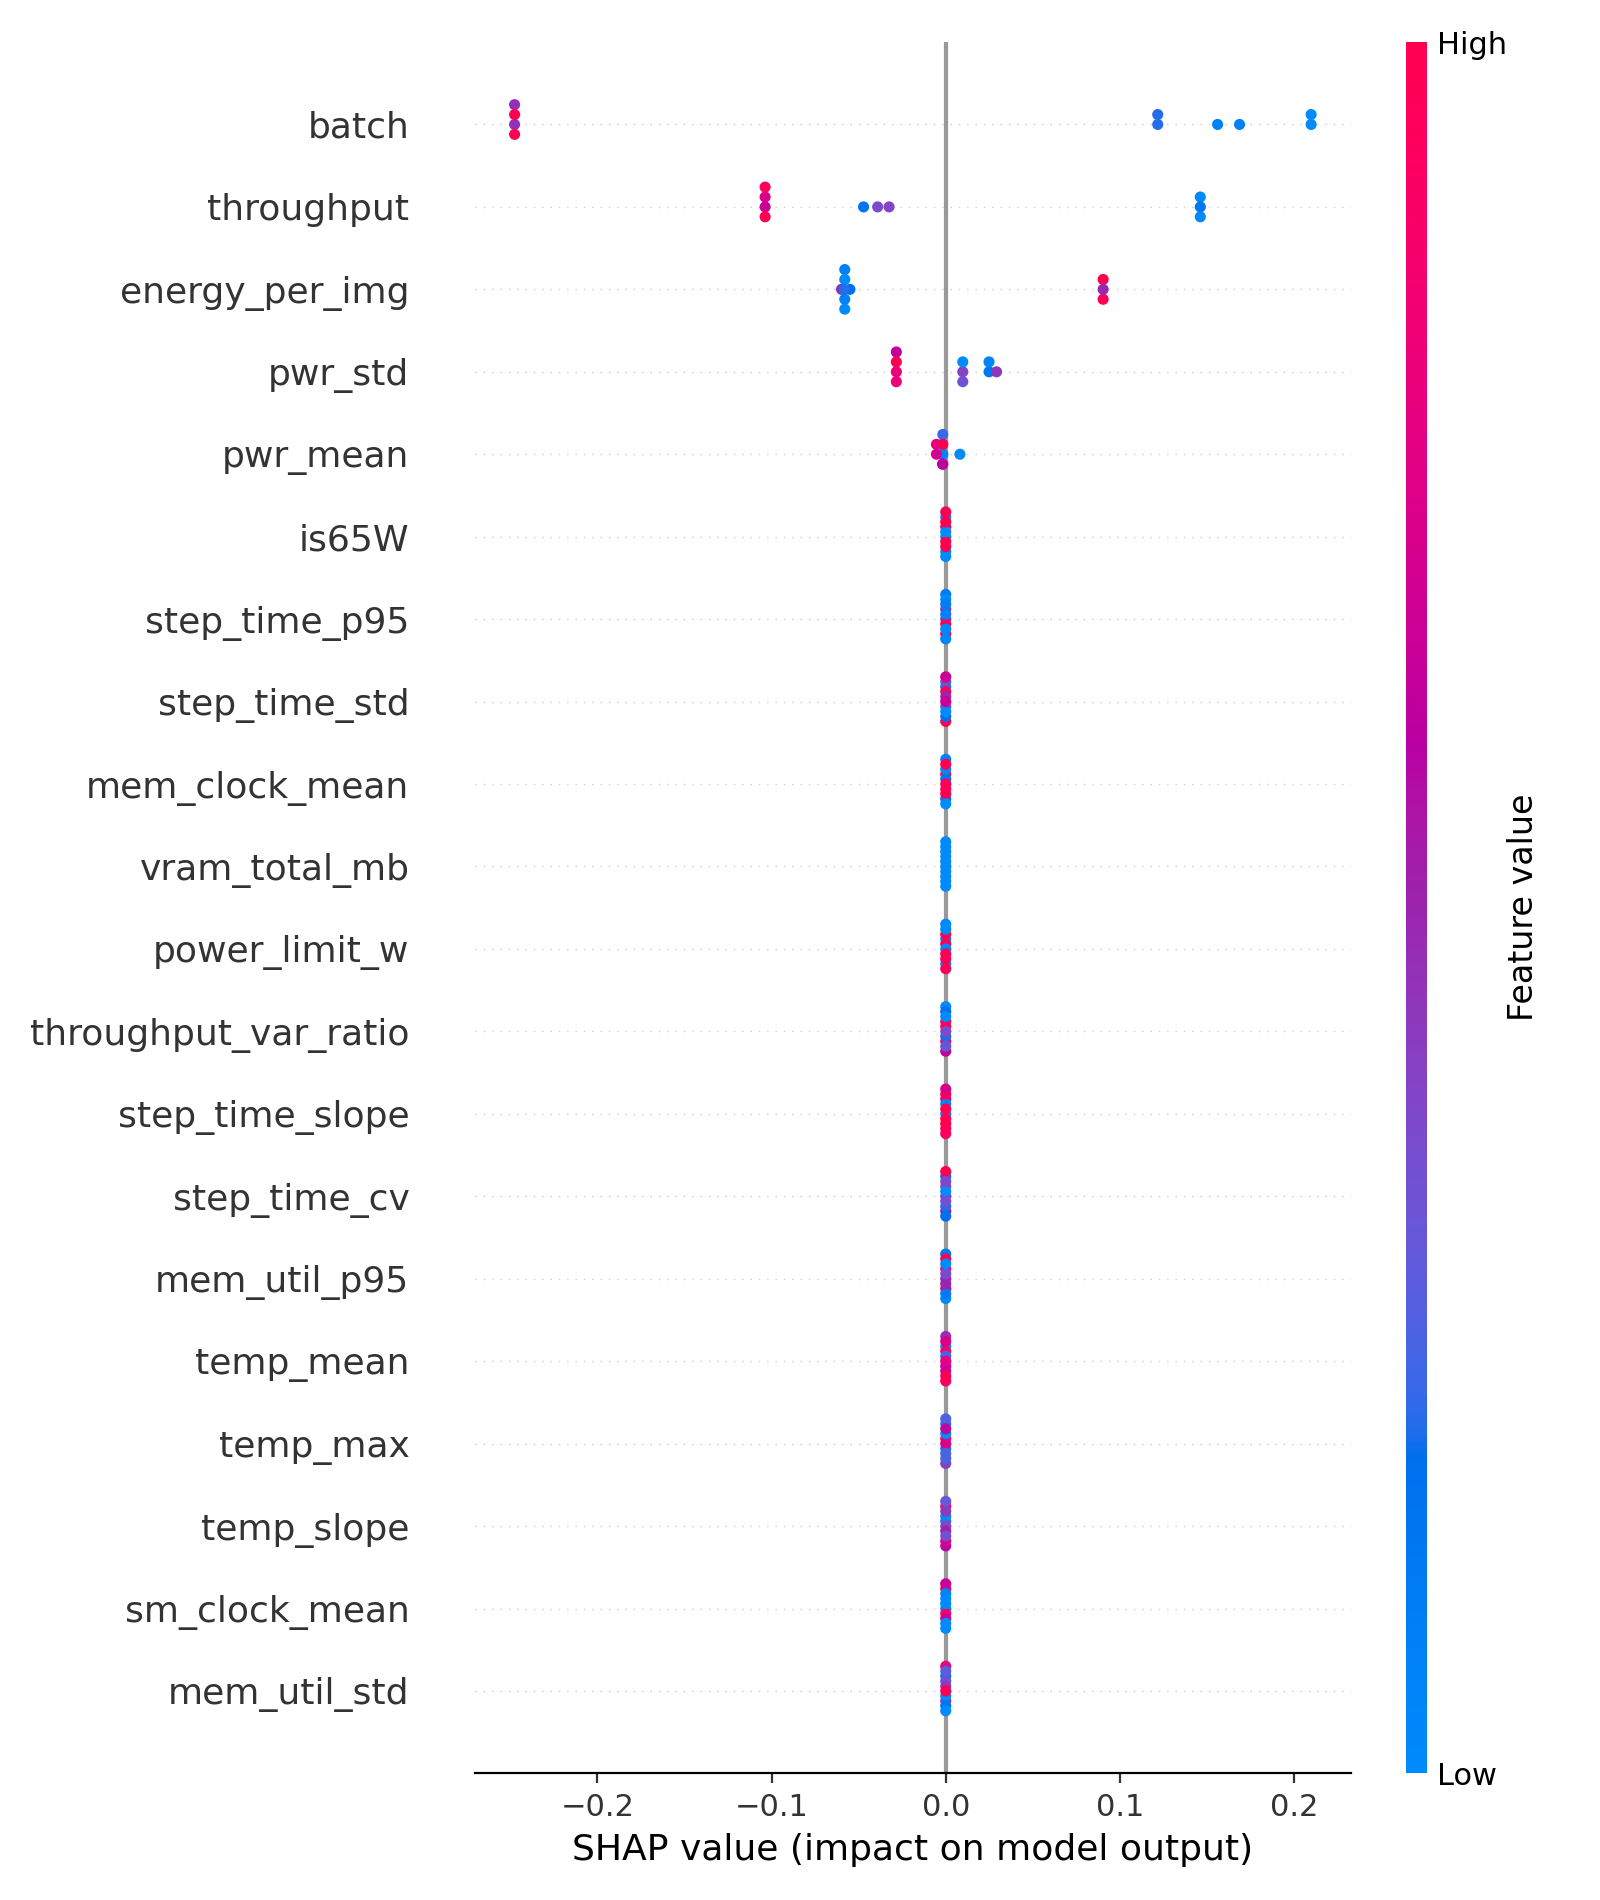 High
batch
throughput
energy_per_img
pwr_std
pwr_mean
is65W
step_time_p95
step_time_std
mem_clock_mean
vram_total_mb
power_limit_w
throughput_var_ratio
step_time_slope
step_time_cv
mem_util_p95
temp_mean
temp_max
temp_slope
sm_clock_mean
mem_util_std
Feature value
Low
−0.2 −0.1 0.0 0.1 0.2
SHAP value (impact on model output)